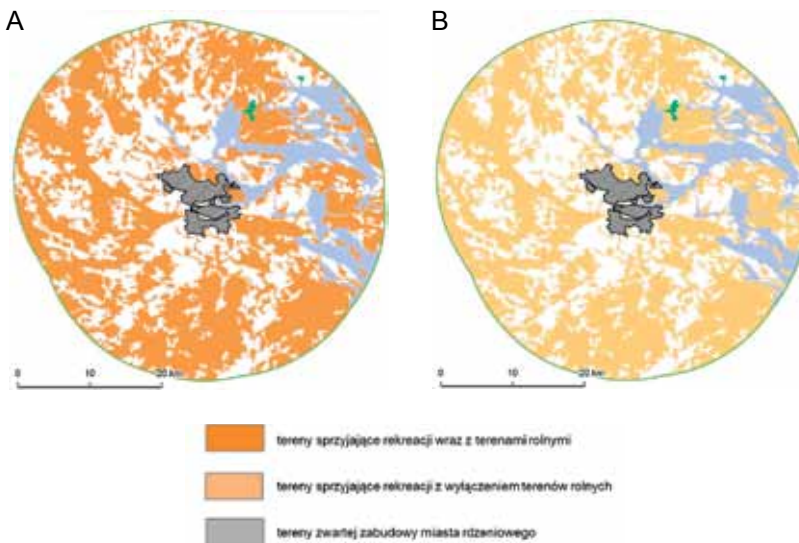 A
B
0 10 20 km
0 10 20 km
tereny sprzyjające rekreacji wraz z terenami rolnymi
tereny sprzyjające rekreacji z wyłączeniem terenów rolnych
tereny zwartej zabudowy miasta rdzeniowego